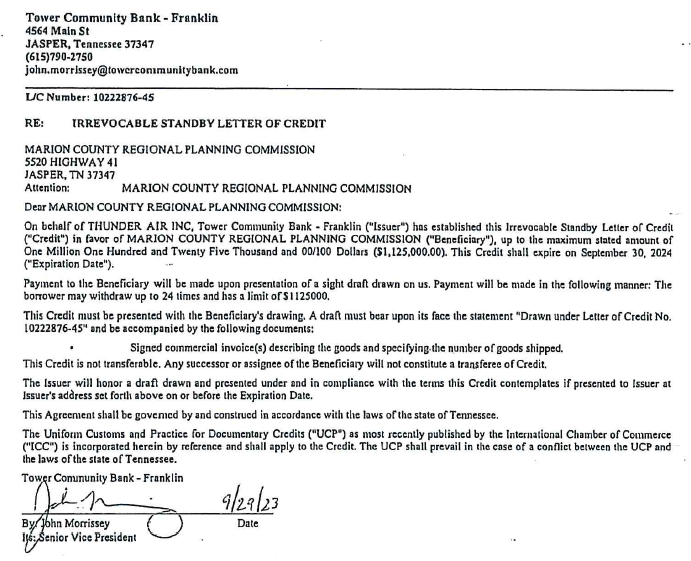 Tower Community Bank - Franklin
4564 Main St
JASPER, Tennessee 37347
(615)790-2750
john.morrissey@towercommunitybank.com
L/C Number: 10222876-45
RE: IRREVOCABLE STANDBY LETTER OF CREDIT
MARION COUNTY REGIONAL PLANNING COMMISSION
5520 HIGHWAY 41
JASPER, TN 37347
Attention: MARION COUNTY REGIONAL PLANNING COMMISSION
Dear MARION COUNTY REGIONAL PLANNING COMMISSION:
On behalf of THUNDER AIR INC, Tower Community Bank - Franklin ("Issuer") has established this Irrevocable Standby Letter of Credit
("Credit") in favor of MARION COUNTY REGIONAL PLANNING COMMISSION ("Beneficiary"), up to the maximum stated amount of
One Million One Hundred and Twenty Five Thousand and 00/100 Dollars ($1,125,000.00). This Credit shall expire on September 30, 2024
("Expiration Date").
Payment to the Beneficiary will be made upon presentation of a sight draft drawn on us. Payment will be made in the following manner: The
borrower may withdraw up to 24 times and has a limit of $1125000.
This Credit must be presented with the Beneficiary's drawing. A draft must bear upon its face the statement "Drawn under Letter of Credit No.
10222876-45" and be accompanied by the following documents:
• Signed commercial invoice(s) describing the goods and specifying the number of goods shipped.
This Credit is not transferable. Any successor or assignee of the Beneficiary will not constitute a transferee of Credit.
The Issuer will honor a draft drawn and presented under and in compliance with the terms this Credit contemplates if presented to Issuer at
Issuer's address set forth above on or before the Expiration Date.
This Agreement shall be governed by and construed in accordance with the laws of the state of Tennessee.
The Uniform Customs and Practice for Documentary Credits ("UCP") as most recently published by the International Chamber of Commerce
("ICC") is incorporated herein by reference and shall apply to the Credit. The UCP shall prevail in the case of a conflict between the UCP and
the laws of the state of Tennessee.
Tower Community Bank - Franklin
9/29/23
By: John Morrissey Date
Its: Senior Vice President